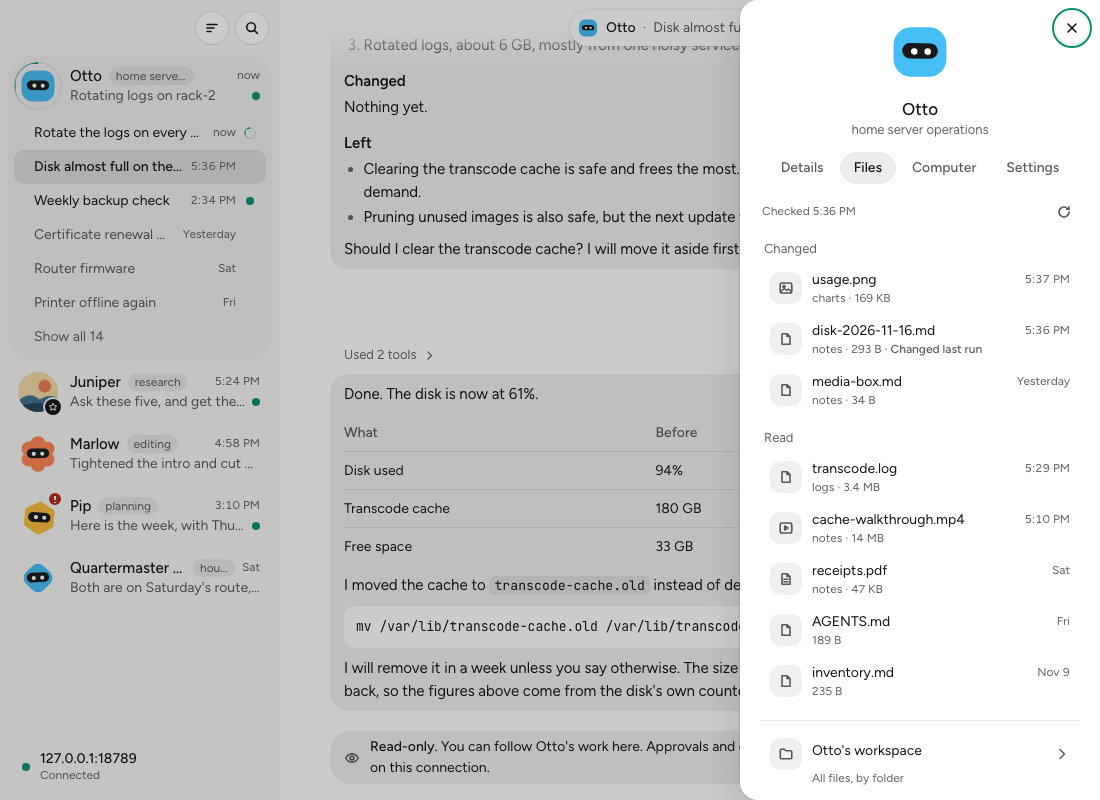 Otto
home serve...
now
Rotating logs on rack-2
Rotate the logs on every ...
now
Disk almost full on the...
5:36 PM
Weekly backup check
2:34 PM
Certificate renewal ...
Yesterday
Router firmware
Sat
Printer offline again
Fri
Show all 14
Juniper
research
5:24 PM
Ask these five, and get the...
Marlow
editing
4:58 PM
Tightened the intro and cut ...
Pip
planning
3:10 PM
Here is the week, with Thu...
Quartermaster ...
hou...
Sat
Both are on Saturday's route,...
127.0.0.1:18789
Connected
Otto · Disk almost fu
3. Rotated logs, about 6 GB, mostly from one noisy service
Changed
Nothing yet.
Left
• Clearing the transcode cache is safe and frees the most.
demand.
• Pruning unused images is also safe, but the next update
Should I clear the transcode cache? I will move it aside first
Used 2 tools
Done. The disk is now at 61%.
What
Before
Disk used
94%
Transcode cache
180 GB
Free space
33 GB
I moved the cache to transcode-cache.old instead of de
mv /var/lib/transcode-cache.old /var/lib/transcod
I will remove it in a week unless you say otherwise. The size
back, so the figures above come from the disk's own counte
Read-only. You can follow Otto's work here. Approvals and
on this connection.
Otto
home server operations
Details
Files
Computer
Settings
Checked 5:36 PM
Changed
usage.png
5:37 PM
charts · 169 KB
disk-2026-11-16.md
5:36 PM
notes · 293 B · Changed last run
media-box.md
Yesterday
notes · 34 B
Read
transcode.log
5:29 PM
logs · 3.4 MB
cache-walkthrough.mp4
5:10 PM
notes · 14 MB
receipts.pdf
Sat
notes · 47 KB
AGENTS.md
Fri
189 B
inventory.md
Nov 9
235 B
Otto's workspace
All files, by folder